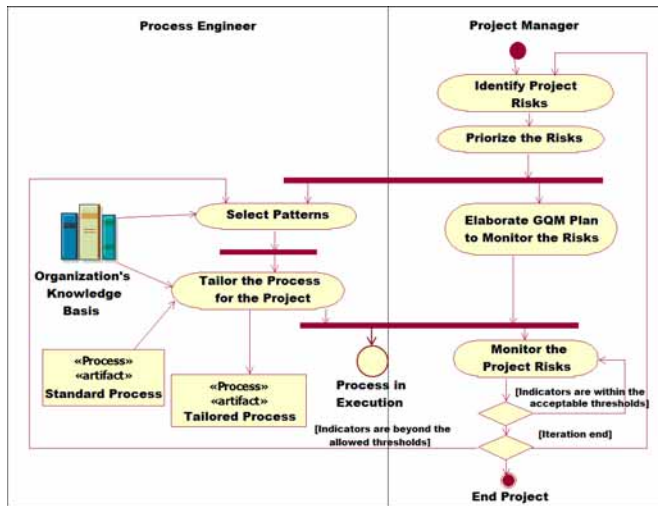 Process Engineer
Project Manager
Identify Project
Risks
Priorize the Risks
Select Patterns
Elaborate GQM Plan
to Monitor the Risks
Organization's
Knowledge
Basis
Tailor the Process
for the Project
«Process»
«artifact»
Standard Process
«Process»
«artifact»
Tailored Process
Process in
Execution
Monitor the
Project Risks
[Indicators are within the
acceptable thresholds]
[Indicators are beyond the
allowed thresholds]
[Iteration end]
End Project